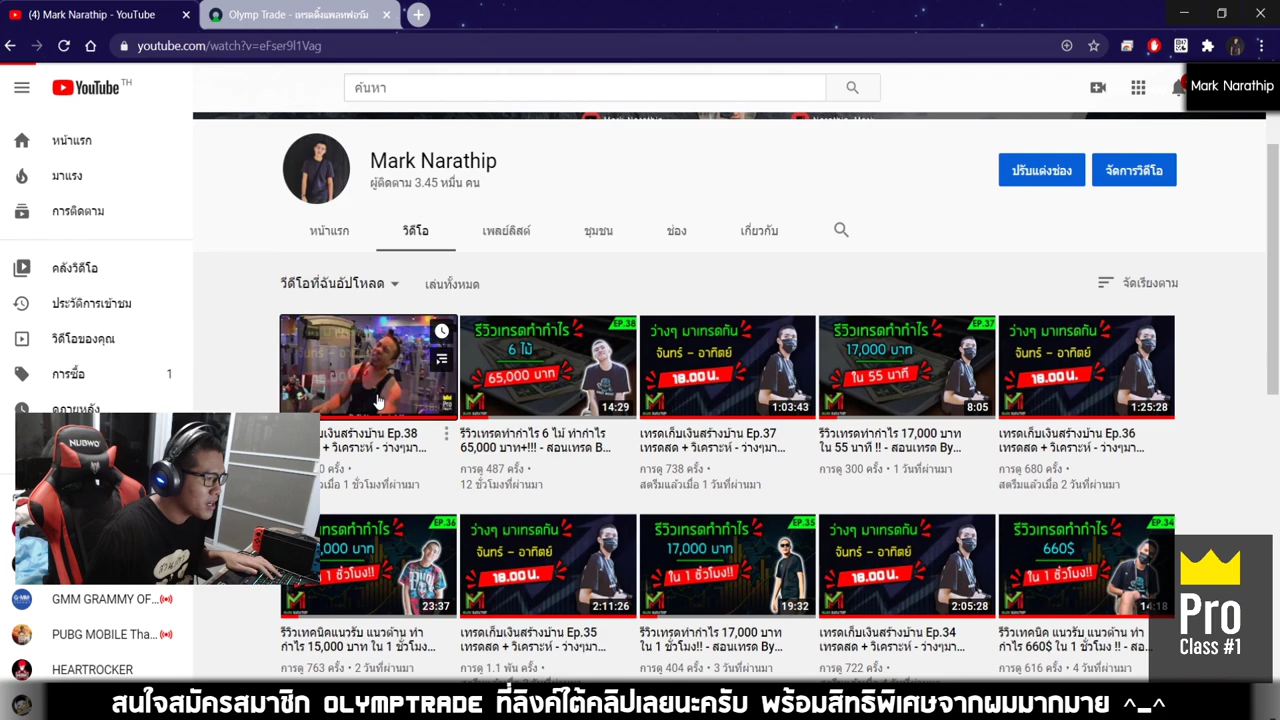 (4) Mark Narathip - YouTube
Olymp Trade - เทรดดิ้งแพลทฟอร์ม
youtube.com/watch?v=eFser9l1Vag
YouTube TH
ค้นหา
Mark Narathip
หน้าแรก
มาแรง
การติดตาม
คลังวิดีโอ
ประวัติการเข้าชม
วิดีโอของคุณ
การซื้อ 1
ดูภายหลัง
GMM GRAMMY OF...
PUBG MOBILE Tha...
HEARTROCKER
Mark Narathip
ผู้ติดตาม 3.45 หมื่น คน
ปรับแต่งช่อง
จัดการวิดีโอ
หน้าแรก
วิดีโอ
เพลย์ลิสต์
ชุมชน
ช่อง
เกี่ยวกับ
วิดีโอที่ฉันอัปโหลด
เล่นทั้งหมด
จัดเรียงตาม
เงินสร้างบ้าน Ep.38
ตสด + วิเคราะห์ - ว่างๆมา...
0 ครั้ง •
เมื่อ 1 ชั่วโมงที่ผ่านมา
EP.38
รีวิวเทรดทำกำไร
6 ไม้
65,000 บาท
14:29
รีวิวเทรดทำกำไร 6 ไม้ ทำกำไร
65,000 บาท+!!! - สอนเทรด B...
การดู 487 ครั้ง •
12 ชั่วโมงที่ผ่านมา
ว่างๆ มาเทรดกัน
จันทร์ - อาทิตย์
18.00 น.
1:03:43
เทรดเก็บเงินสร้างบ้าน Ep.37
เทรดสด + วิเคราะห์ - ว่างๆมา...
การดู 738 ครั้ง •
สตรีมแล้วเมื่อ 1 วันที่ผ่านมา
EP.37
รีวิวเทรดทำกำไร
17,000 บาท
ใน 55 นาที
8:05
รีวิวเทรดทำกำไร 17,000 บาท
ใน 55 นาที !! - สอนเทรด By...
การดู 300 ครั้ง • 1 วันที่ผ่านมา
ว่างๆ มาเทรดกัน
จันทร์ - อาทิตย์
18.00 น.
1:25:28
เทรดเก็บเงินสร้างบ้าน Ep.36
เทรดสด + วิเคราะห์ - ว่างๆมา...
การดู 680 ครั้ง •
สตรีมแล้วเมื่อ 2 วันที่ผ่านมา
EP.36
เทรดทำกำไร
,000 บาท
ใน 1 ชั่วโมง!!
23:37
รีวิวเทคนิคแนวรับ แนวต้าน ทำ
กำไร 15,000 บาท ใน 1 ชั่วโม...
การดู 763 ครั้ง • 2 วันที่ผ่านมา
ว่างๆ มาเทรดกัน
จันทร์ - อาทิตย์
18.00 น.
2:11:26
เทรดเก็บเงินสร้างบ้าน Ep.35
เทรดสด + วิเคราะห์ - ว่างๆมา...
การดู 1.1 พัน ครั้ง •
EP.35
รีวิวเทรดทำกำไร
17,000 บาท
ใน 1 ชั่วโมง!!
19:32
รีวิวเทรดทำกำไร 17,000 บาท
ใน 1 ชั่วโมง!! - สอนเทรด By...
การดู 404 ครั้ง • 3 วันที่ผ่านมา
ว่างๆ มาเทรดกัน
จันทร์ - อาทิตย์
18.00 น.
2:05:28
เทรดเก็บเงินสร้างบ้าน Ep.34
เทรดสด + วิเคราะห์ - ว่างๆมา...
การดู 722 ครั้ง •
EP.34
รีวิวเทรดทำกำไร
660$
ใน 1 ชั่วโมง!!
14:18
รีวิวเทคนิค แนวรับ แนวต้าน ทำ
กำไร 660$ ใน 1 ชั่วโมง !! - สอ...
การดู 616 ครั้ง • 4 วันที่ผ่านมา
NUBWO
Pro
Class #1
สนใจสมัครสมาชิก OLYMPTRADE ที่ลิงค์ใต้คลิปเลยนะครับ พร้อมสิทธิพิเศษจากผมมากมาย ^_^